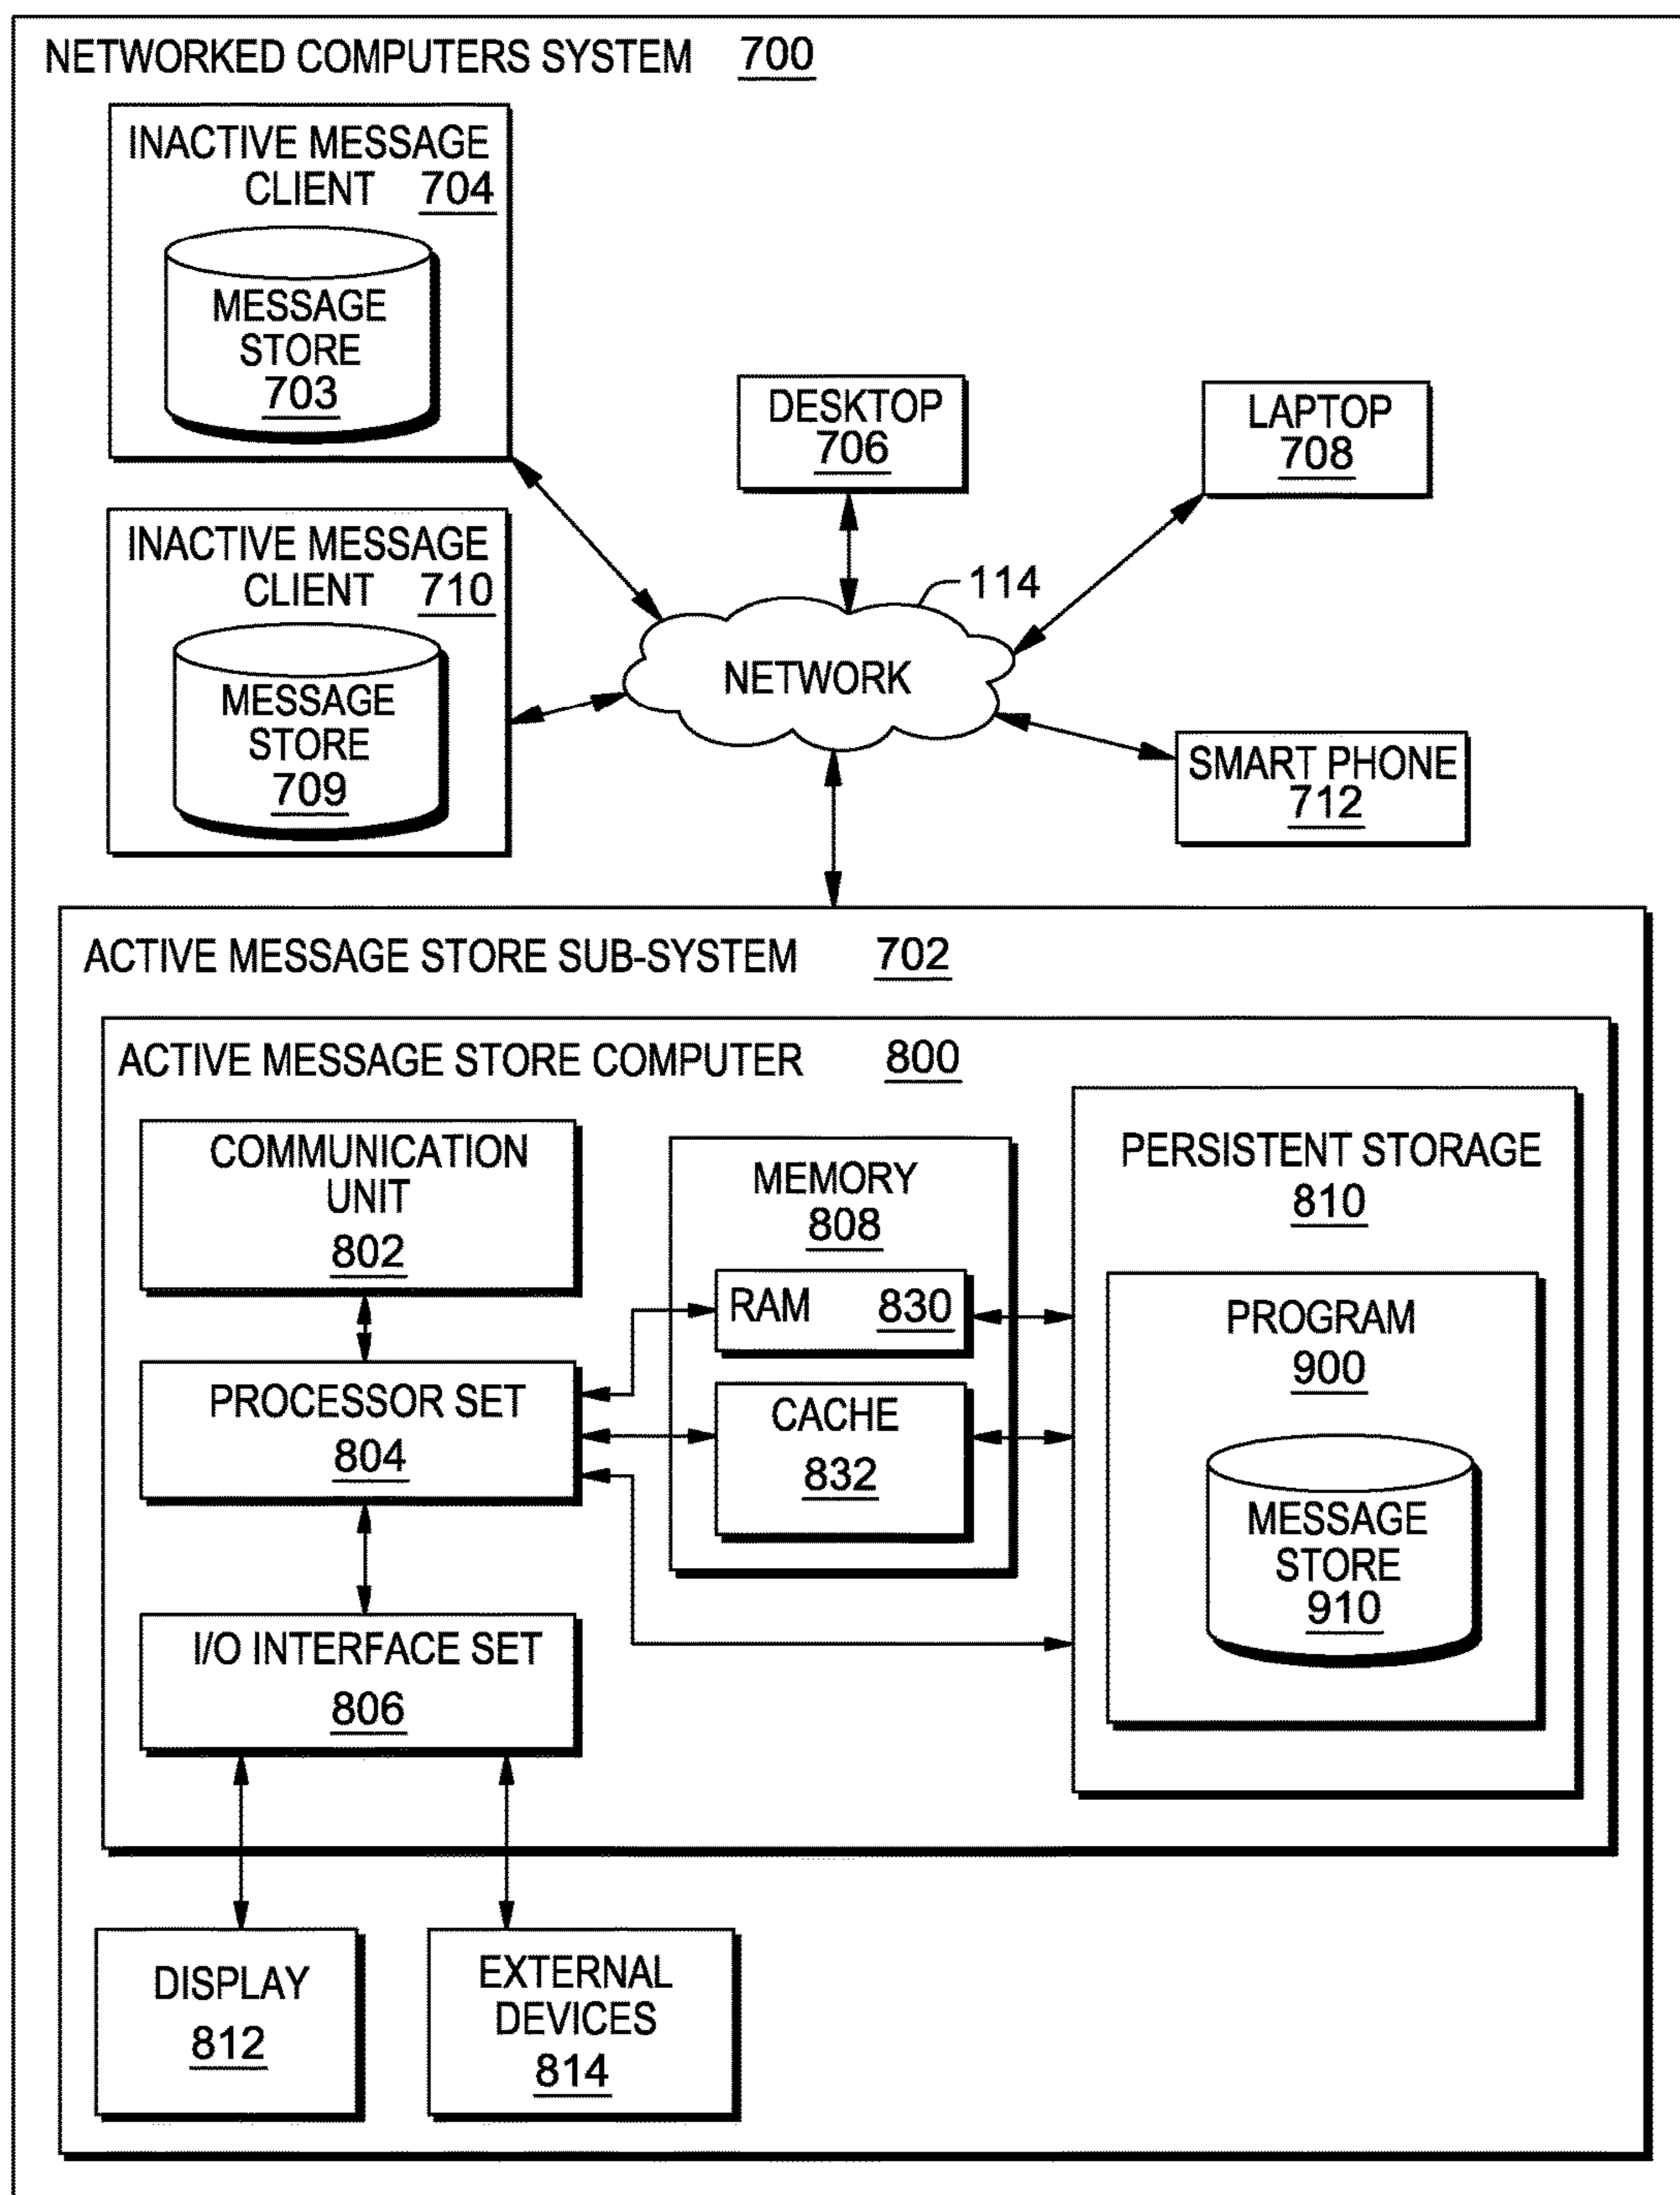 NETWORKED COMPUTERS SYSTEM 700
INACTIVE MESSAGE
CLIENT 704
MESSAGE
STORE
703
DESKTOP
706
LAPTOP
708
INACTIVE MESSAGE
CLIENT 710
MESSAGE
STORE
709
114
NETWORK
SMART PHONE
712
ACTIVE MESSAGE STORE SUB-SYSTEM 702
ACTIVE MESSAGE STORE COMPUTER 800
COMMUNICATION
UNIT
802
PROCESSOR SET
804
I/O INTERFACE SET
806
MEMORY
808
RAM 830
CACHE
832
PERSISTENT STORAGE
810
PROGRAM
900
MESSAGE
STORE
910
DISPLAY
812
EXTERNAL
DEVICES
814